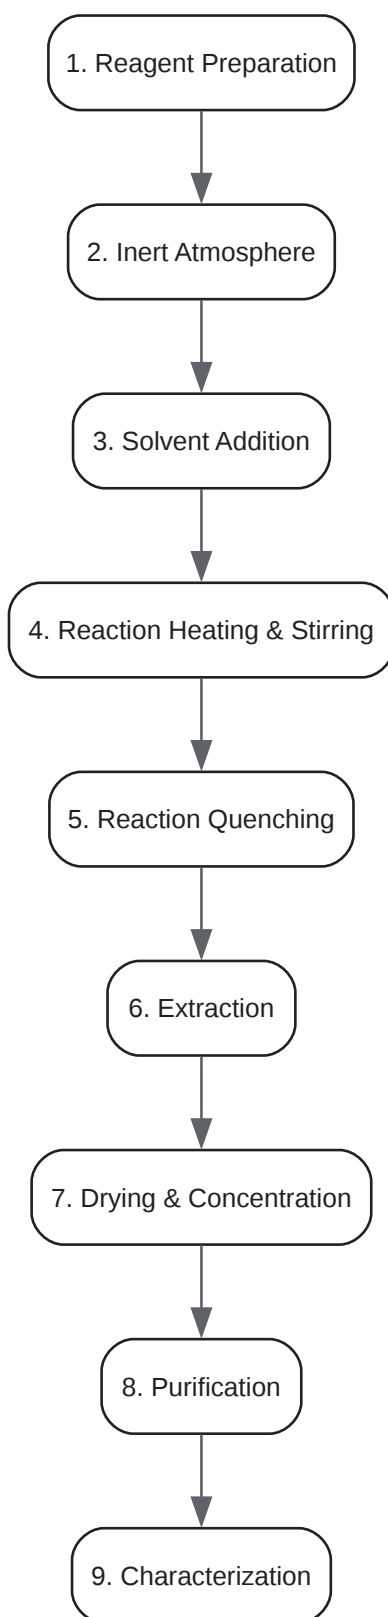 1. Reagent Preparation
2. Inert Atmosphere
3. Solvent Addition
4. Reaction Heating & Stirring
5. Reaction Quenching
6. Extraction
7. Drying & Concentration
8. Purification
9. Characterization